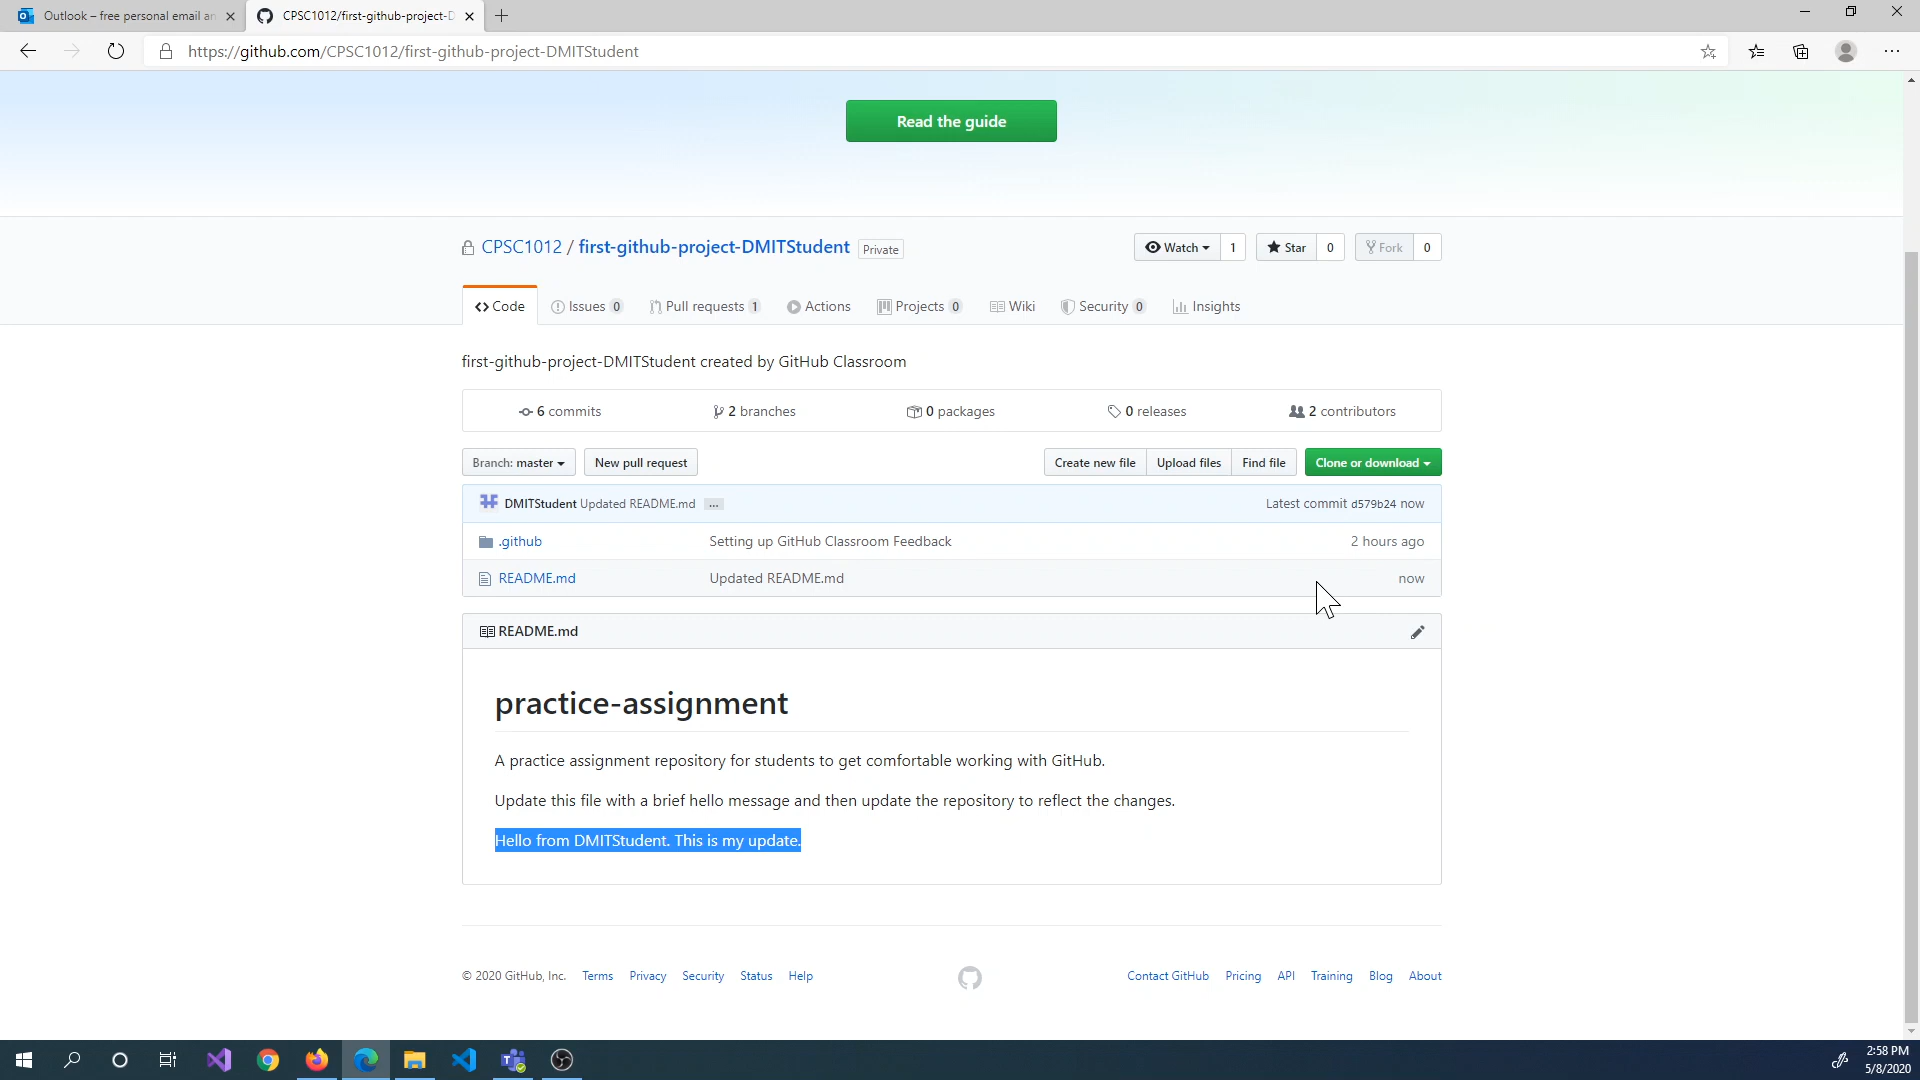 Outlook – free personal email an
CPSC1012/first-github-project-D
https://github.com/CPSC1012/first-github-project-DMITStudent
Read the guide
CPSC1012 / first-github-project-DMITStudent Private
Watch 1 Star 0 Fork 0
Code Issues 0 Pull requests 1 Actions Projects 0 Wiki Security 0 Insights
first-github-project-DMITStudent created by GitHub Classroom
6 commits 2 branches 0 packages 0 releases 2 contributors
Branch: master New pull request Create new file Upload files Find file Clone or download
DMITStudent Updated README.md ... Latest commit d579b24 now
.github Setting up GitHub Classroom Feedback 2 hours ago
README.md Updated README.md now
README.md
practice-assignment
A practice assignment repository for students to get comfortable working with GitHub.
Update this file with a brief hello message and then update the repository to reflect the changes.
Hello from DMITStudent. This is my update.
© 2020 GitHub, Inc. Terms Privacy Security Status Help Contact GitHub Pricing API Training Blog About
2:58 PM
5/8/2020